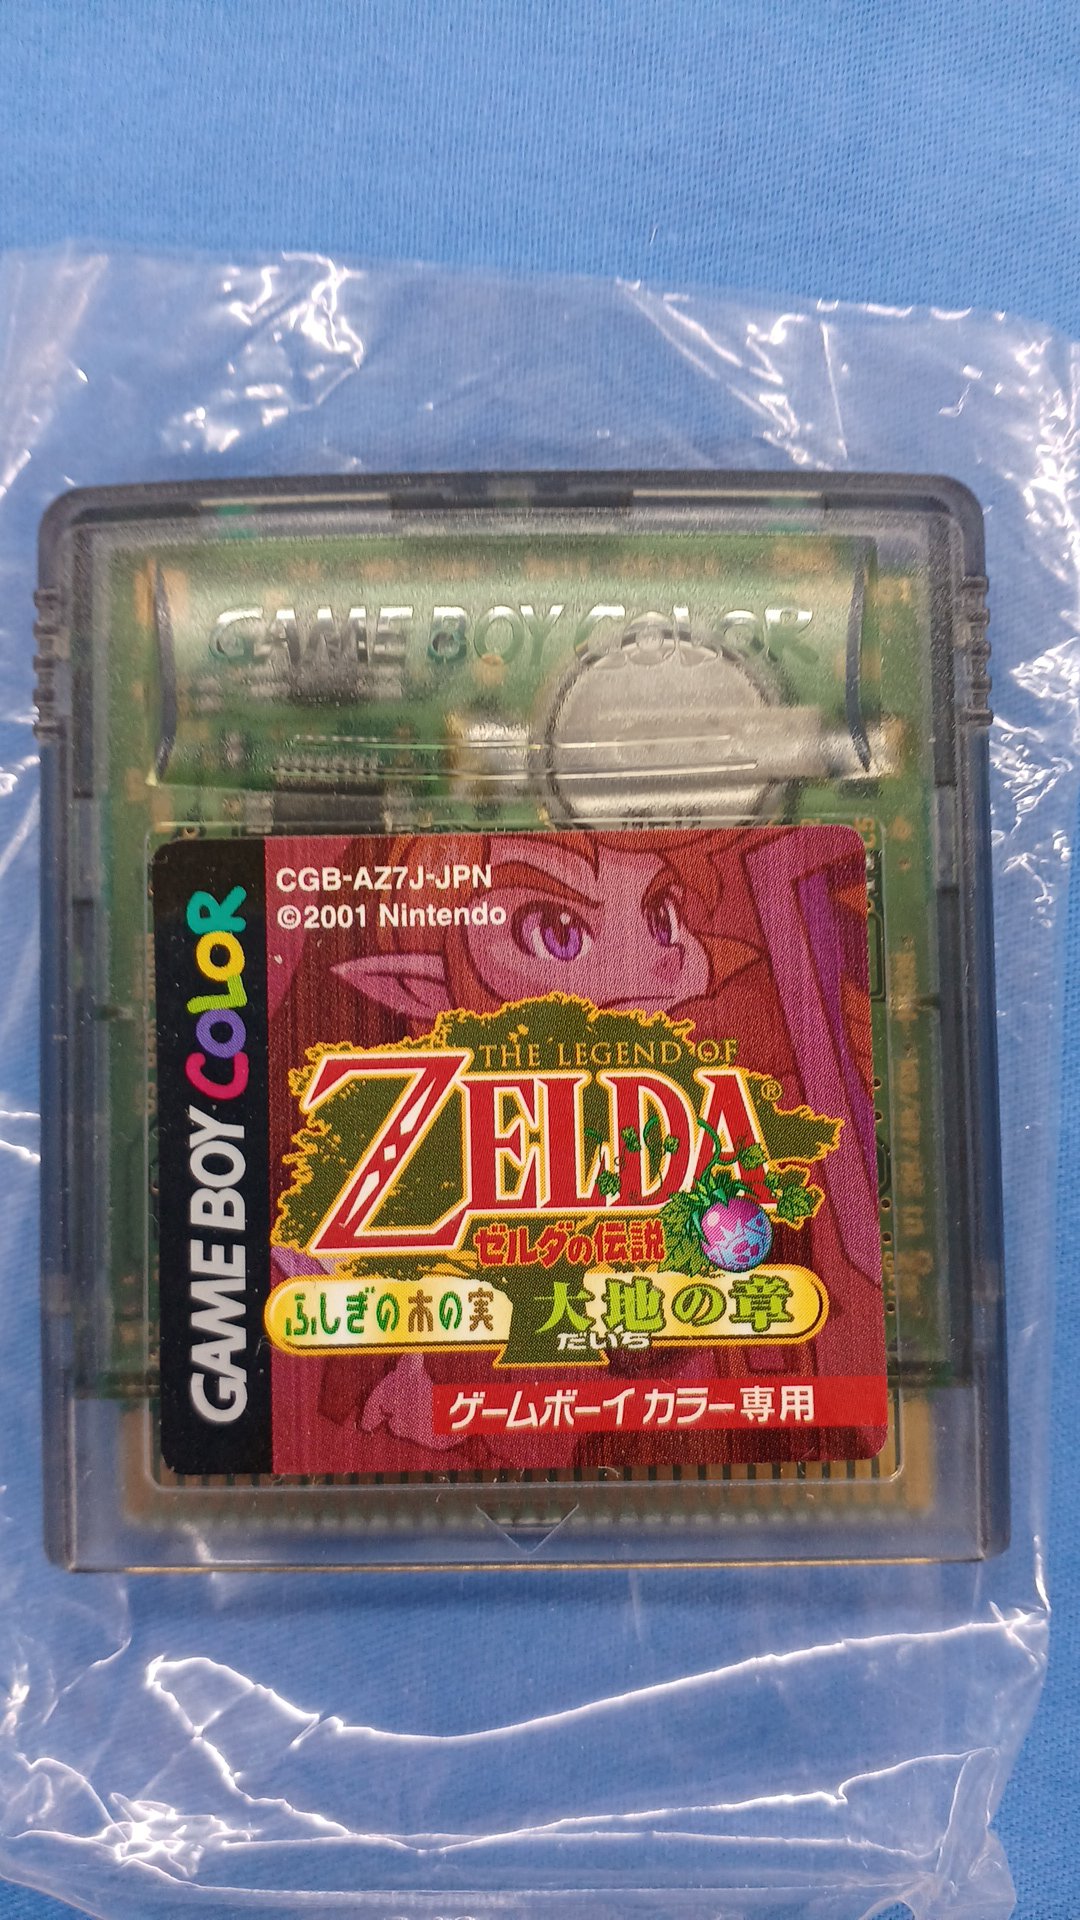 GAME BOY COLOR
GAME BOY COLOR
CGB-AZ7J-JPN
©2001 Nintendo
THE LEGEND OF
ZELDA®
ゼルダの伝説
ふしぎの木の実
大地の章
だいち
ゲームボーイカラー専用